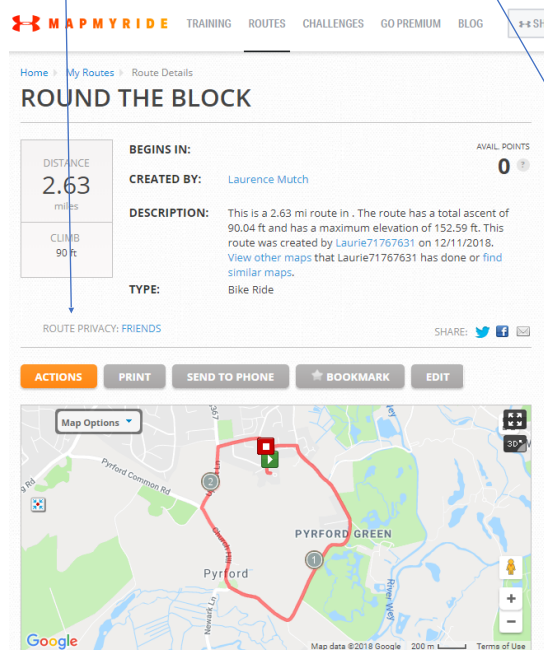 MAPMYRIDE TRAINING ROUTES CHALLENGES GO PREMIUM BLOG SH
Home My Routes Route Details
ROUND THE BLOCK
DISTANCE
2.63
miles
CLIMB
90 ft
BEGINS IN:
CREATED BY: Laurence Mutch
DESCRIPTION: This is a 2.63 mi route in . The route has a total ascent of
90.04 ft and has a maximum elevation of 152.59 ft. This
route was created by Laurie71767631 on 12/11/2018.
View other maps that Laurie71767631 has done or find
similar maps.
TYPE: Bike Ride
AVAIL. POINTS
0 ?
ROUTE PRIVACY: FRIENDS
SHARE:
ACTIONS PRINT SEND TO PHONE BOOKMARK EDIT
Map Options
367
3D
Pyrford Common Rd
9 Rd
2
Church Hill
PYRFORD GREEN
1
Pyrford
Newark Ln
River Wey
+
−
Google
Map data ©2018 Google 200 m Terms of Use